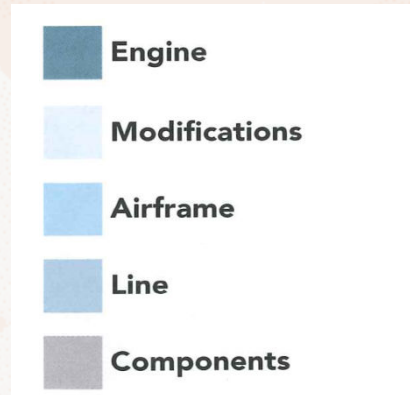 Engine
Modifications
Airframe
Line
Components